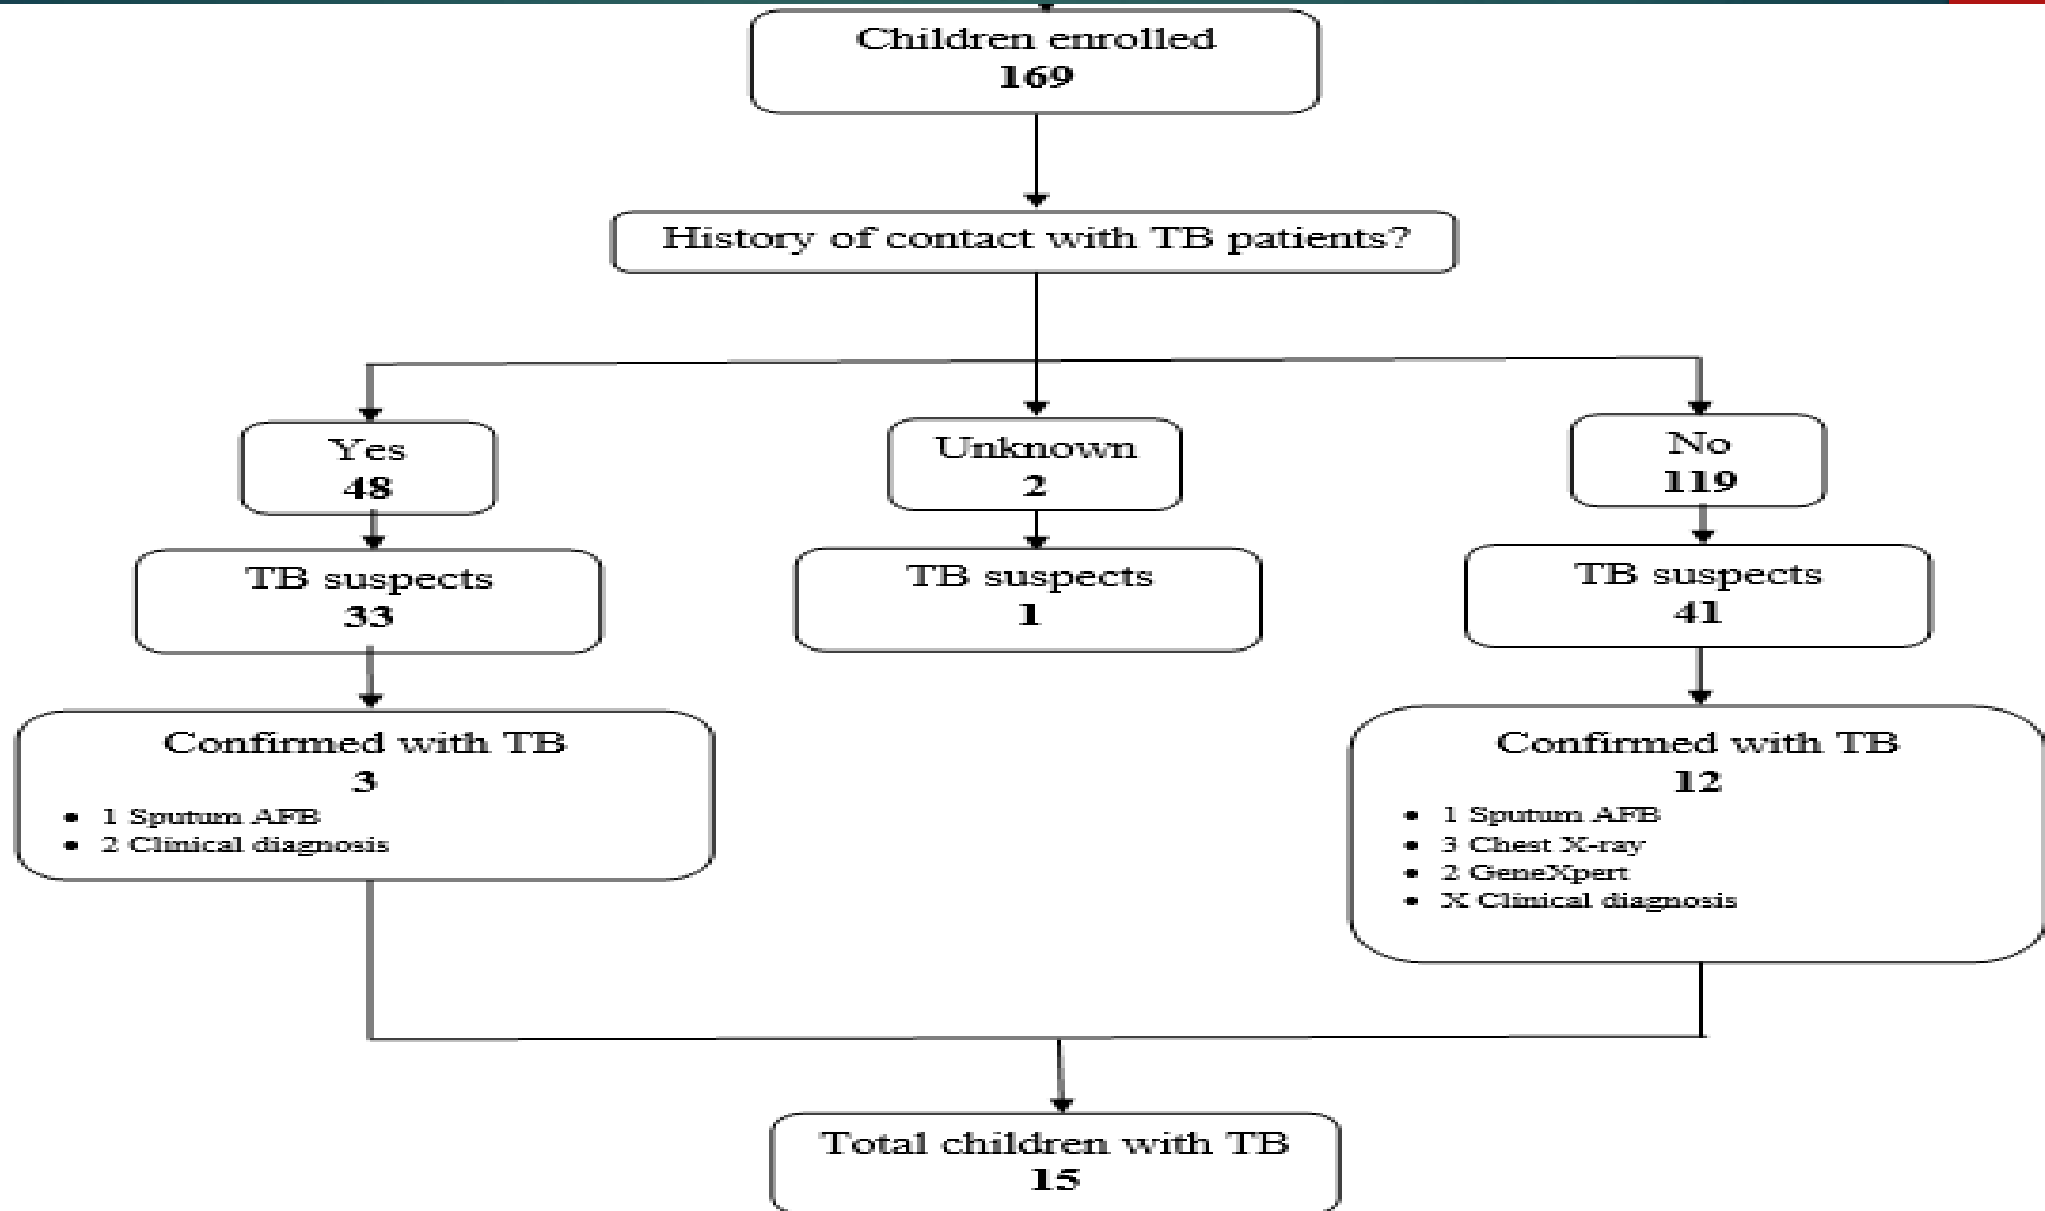 Children enrolled
169
History of contact with TB patients?
Yes
48
Unknown
2
No
119
TB suspects
33
TB suspects
1
TB suspects
41
Confirmed with TB
3
• 1 Sputum AFB
• 2 Clinical diagnosis
Confirmed with TB
12
• 1 Sputum AFB
• 3 Chest X-ray
• 2 GeneXpert
• X Clinical diagnosis
Total children with TB
15